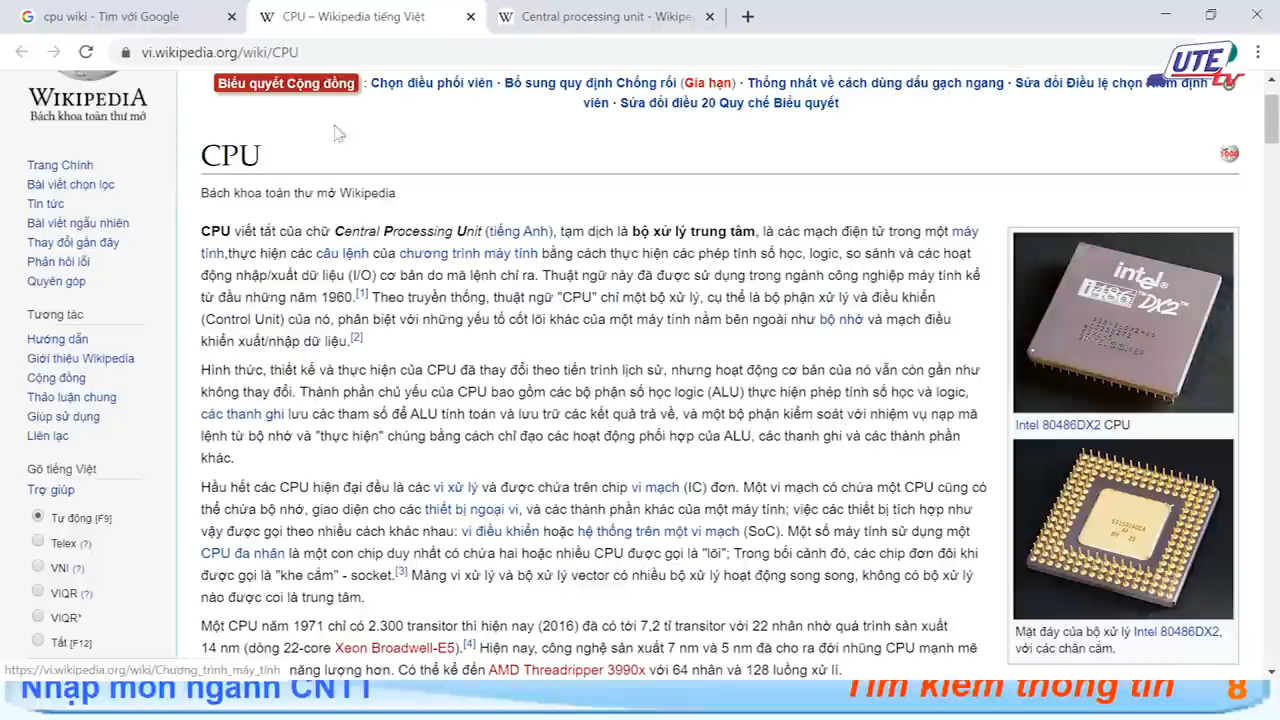 cpu wiki - Tìm với Google
CPU – Wikipedia tiếng Việt
Central processing unit - Wikipe
vi.wikipedia.org/wiki/CPU
UTE
tv
WIKIPEDIA
Bách khoa toàn thư mở
Biểu quyết Cộng đồng : Chọn điều phối viên · Bổ sung quy định Chống rối (Gia hạn) · Thống nhất về cách dùng dấu gạch ngang · Sửa đổi Điều lệ chọn Kiểm định
viên · Sửa đổi điều 20 Quy chế Biểu quyết
CPU
1000
Bách khoa toàn thư mở Wikipedia
Trang Chính
Bài viết chọn lọc
Tin tức
Bài viết ngẫu nhiên
Thay đổi gần đây
Phản hồi lỗi
Quyên góp
Tương tác
Hướng dẫn
Giới thiệu Wikipedia
Cộng đồng
Thảo luận chung
Giúp sử dụng
Liên lạc
Gõ tiếng Việt
Trợ giúp
Tự động [F9]
Telex (?)
VNI (?)
VIQR (?)
VIQR*
Tắt [F12]
CPU viết tắt của chữ Central Processing Unit (tiếng Anh), tạm dịch là bộ xử lý trung tâm, là các mạch điện tử trong một máy
tính,thực hiện các câu lệnh của chương trình máy tính bằng cách thực hiện các phép tính số học, logic, so sánh và các hoạt
động nhập/xuất dữ liệu (I/O) cơ bản do mã lệnh chỉ ra. Thuật ngữ này đã được sử dụng trong ngành công nghiệp máy tính kể
từ đầu những năm 1960.[1] Theo truyền thống, thuật ngữ "CPU" chỉ một bộ xử lý, cụ thể là bộ phận xử lý và điều khiển
(Control Unit) của nó, phân biệt với những yếu tố cốt lõi khác của một máy tính nằm bên ngoài như bộ nhớ và mạch điều
khiển xuất/nhập dữ liệu.[2]
Hình thức, thiết kế và thực hiện của CPU đã thay đổi theo tiến trình lịch sử, nhưng hoạt động cơ bản của nó vẫn còn gần như
không thay đổi. Thành phần chủ yếu của CPU bao gồm các bộ phận số học logic (ALU) thực hiện phép tính số học và logic,
các thanh ghi lưu các tham số để ALU tính toán và lưu trữ các kết quả trả về, và một bộ phận kiểm soát với nhiệm vụ nạp mã
lệnh từ bộ nhớ và "thực hiện" chúng bằng cách chỉ đạo các hoạt động phối hợp của ALU, các thanh ghi và các thành phần
khác.
Hầu hết các CPU hiện đại đều là các vi xử lý và được chứa trên chip vi mạch (IC) đơn. Một vi mạch có chứa một CPU cũng có
thể chứa bộ nhớ, giao diện cho các thiết bị ngoại vi, và các thành phần khác của một máy tính; việc các thiết bị tích hợp như
vậy được gọi theo nhiều cách khác nhau: vi điều khiển hoặc hệ thống trên một vi mạch (SoC). Một số máy tính sử dụng một
CPU đa nhân là một con chip duy nhất có chứa hai hoặc nhiều CPU được gọi là "lõi"; Trong bối cảnh đó, các chip đơn đôi khi
được gọi là "khe cắm" - socket.[3] Mảng vi xử lý và bộ xử lý vector có nhiều bộ xử lý hoạt động song song, không có bộ xử lý
nào được coi là trung tâm.
Một CPU năm 1971 chỉ có 2.300 transitor thì hiện nay (2016) đã có tới 7,2 tỉ transitor với 22 nhân nhờ quá trình sản xuất
14 nm (dòng 22-core Xeon Broadwell-E5).[4] Hiện nay, công nghệ sản xuất 7 nm và 5 nm đã cho ra đời những CPU mạnh mẽ
năng lượng hơn. Có thể kể đến AMD Threadripper 3990x với 64 nhân và 128 luồng xử lí.
intel®
i486™
DX2™
Intel 80486DX2 CPU
Mặt đáy của bộ xử lý Intel 80486DX2,
với các chân cắm.
https://vi.wikipedia.org/wiki/Chương_trình_máy_tính
Nhập môn ngành CNTT
Tìm kiếm thông tin
8